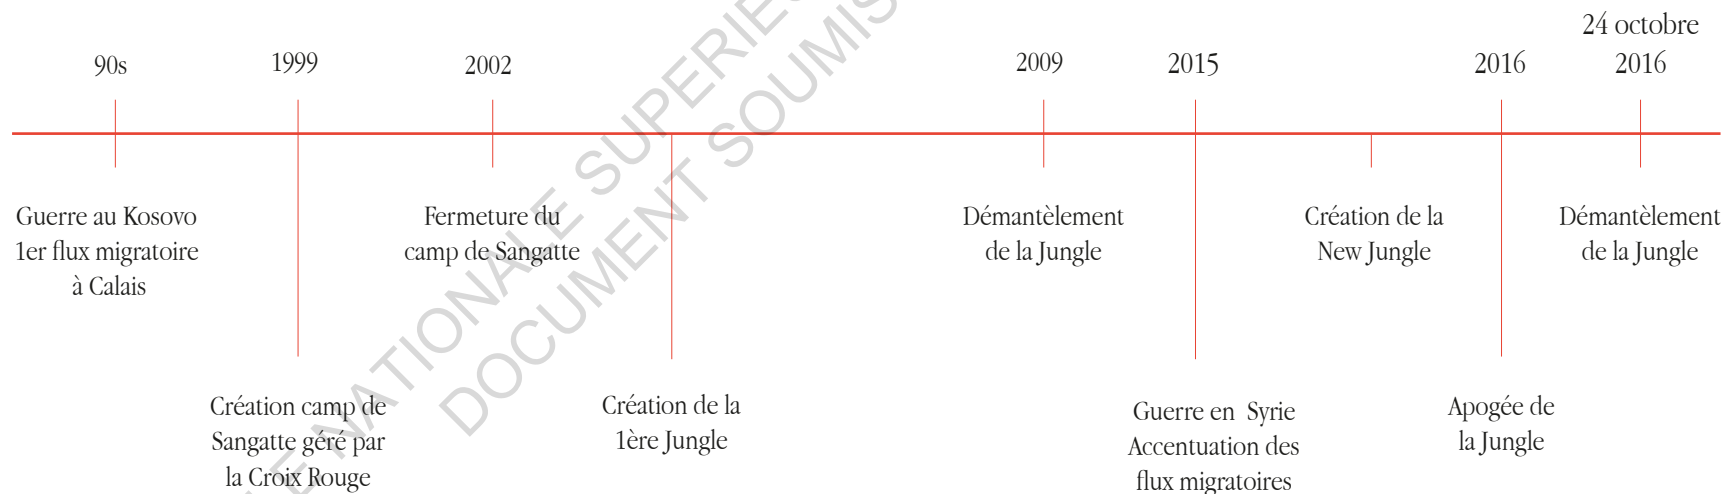 90s
1999
2002
2009
2015
2016
24 octobre
2016
Guerre au Kosovo
1er flux migratoire
à Calais
Création camp de
Sangatte géré par
la Croix Rouge
Fermeture du
camp de Sangatte
Création de la
1ère Jungle
Démantèlement
de la Jungle
Guerre en Syrie
Accentuation des
flux migratoires
Création de la
New Jungle
Apogée de
la Jungle
Démantèlement
de la Jungle
NATIONALE
DOCUMENT